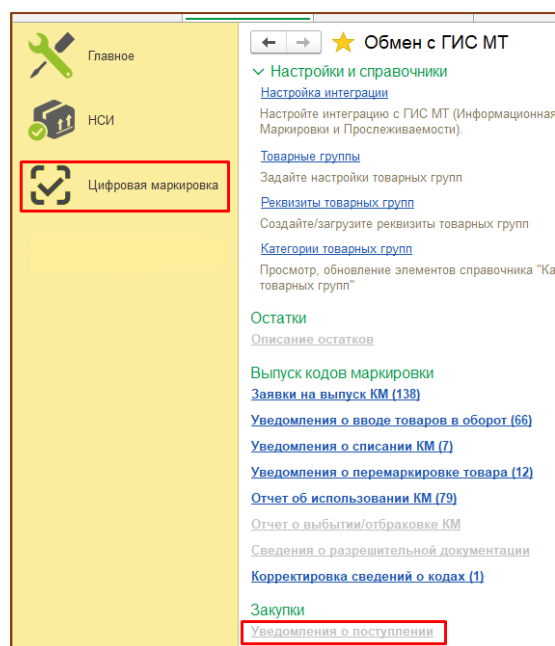 Главное
НСИ
Цифровая маркировка
Обмен с ГИС МТ
Настройки и справочники
Настройка интеграции
Настройте интеграцию с ГИС МТ (Информационная
Маркировки и Прослеживаемости).
Товарные группы
Задайте настройки товарных групп
Реквизиты товарных групп
Создайте/загрузите реквизиты товарных групп
Категории товарных групп
Просмотр, обновление элементов справочника "Ка
товарных групп"
Остатки
Описание остатков
Выпуск кодов маркировки
Заявки на выпуск КМ (138)
Уведомления о вводе товаров в оборот (66)
Уведомления о списании КМ (7)
Уведомления о перемаркировке товара (12)
Отчет об использовании КМ (79)
Отчет о выбытии/отбраковке КМ
Сведения о разрешительной документации
Корректировка сведений о кодах (1)
Закупки
Уведомления о поступлении